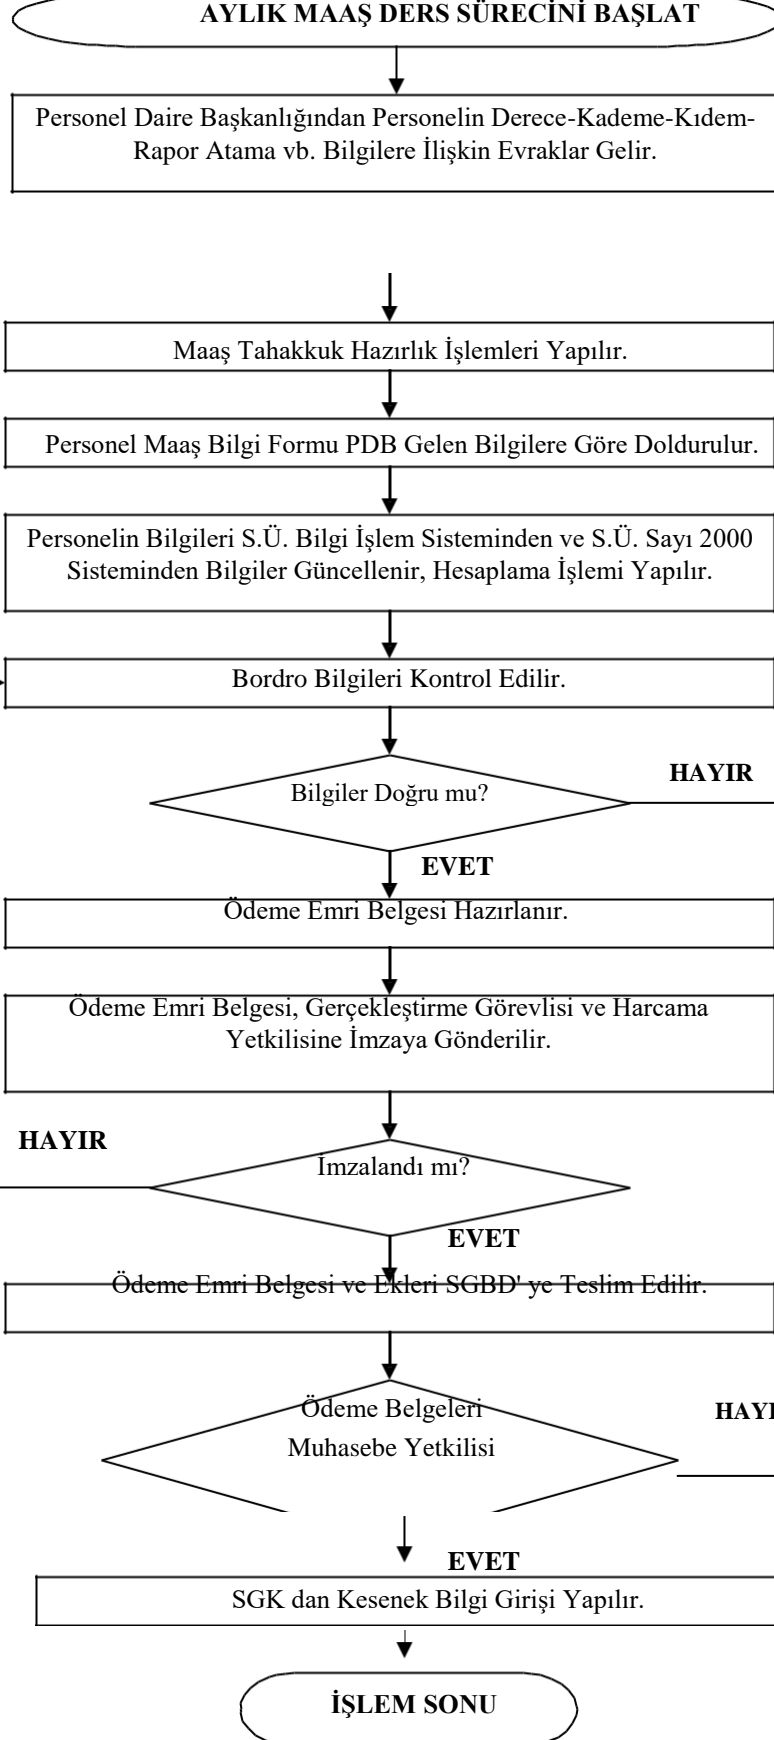 AYLIK MAAŞ DERS SÜRECİNİ BAŞLAT
Personel Daire Başkanlığından Personelin Derece-Kademe-Kıdem-
Rapor Atama vb. Bilgilere İlişkin Evraklar Gelir.
Maaş Tahakkuk Hazırlık İşlemleri Yapılır.
Personel Maaş Bilgi Formu PDB Gelen Bilgilere Göre Doldurulur.
Personelin Bilgileri S.Ü. Bilgi İşlem Sisteminden ve S.Ü. Sayı 2000
Sisteminden Bilgiler Güncellenir, Hesaplama İşlemi Yapılır.
Bordro Bilgileri Kontrol Edilir.
HAYIR
Bilgiler Doğru mu?
EVET
Ödeme Emri Belgesi Hazırlanır.
Ödeme Emri Belgesi, Gerçekleştirme Görevlisi ve Harcama
Yetkilisine İmzaya Gönderilir.
HAYIR
İmzalandı mı?
EVET
Ödeme Emri Belgesi ve Ekleri SGBD' ye Teslim Edilir.
Ödeme Belgeleri
HAYI
Muhasebe Yetkilisi
EVET
SGK dan Kesenek Bilgi Girişi Yapılır.
İŞLEM SONU